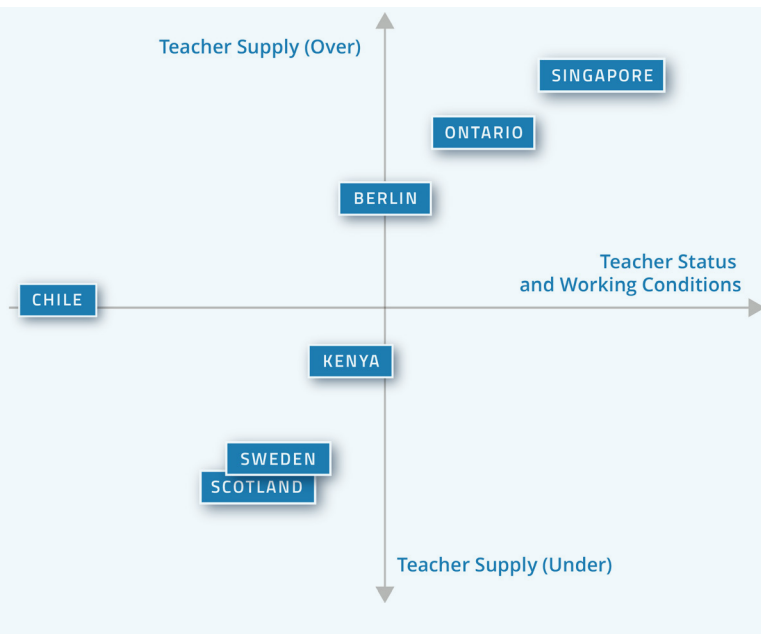 Teacher Supply (Over)
SINGAPORE
ONTARIO
BERLIN
Teacher Status
and Working Conditions
CHILE
KENYA
SWEDEN
SCOTLAND
Teacher Supply (Under)